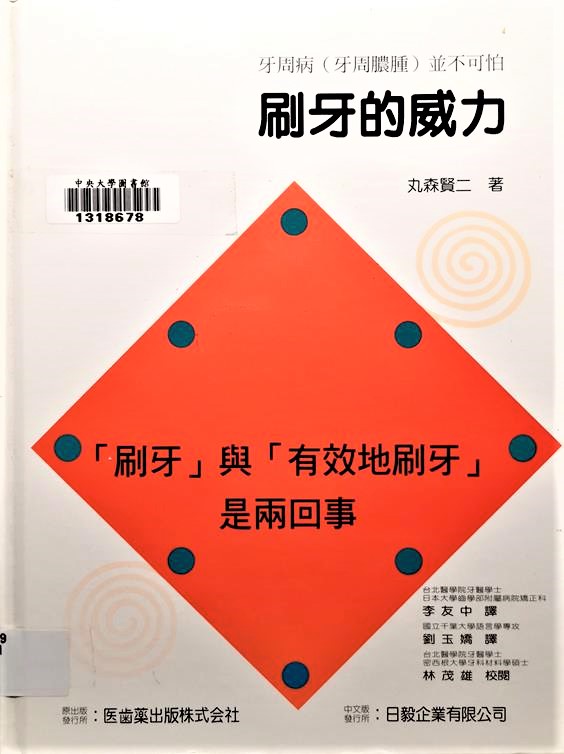 牙周病（牙周膿腫）並不可怕
刷牙的威力
丸森賢二 著
中央大學圖書館
1318678
「刷牙」與「有效地刷牙」
是兩回事
台北醫學院牙醫學士
日本大學齒學部附屬病院矯正科
李友中 譯
國立千葉大學語言學專攻
劉玉嬌 譯
台北醫學院牙醫學士
密西根大學牙科材料學碩士
林茂雄 校閱
原出版
發行所：医歯薬出版株式会社
中文版
發行所：日毅企業有限公司